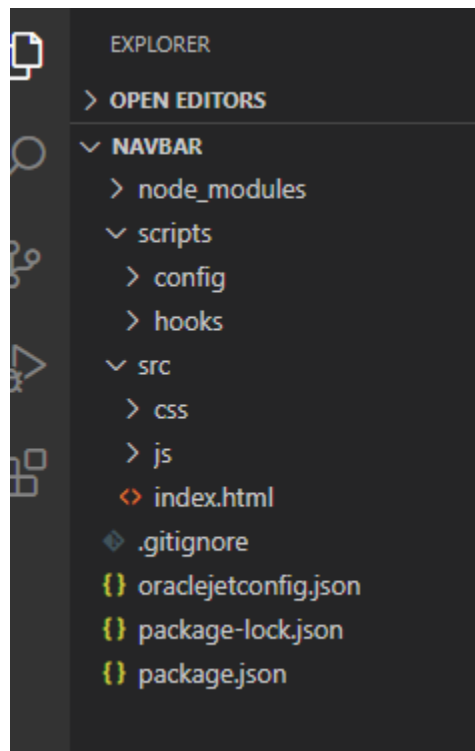 EXPLORER
OPEN EDITORS
NAVBAR
node_modules
scripts
config
hooks
src
css
js
index.html
.gitignore
oraclejetconfig.json
package-lock.json
package.json